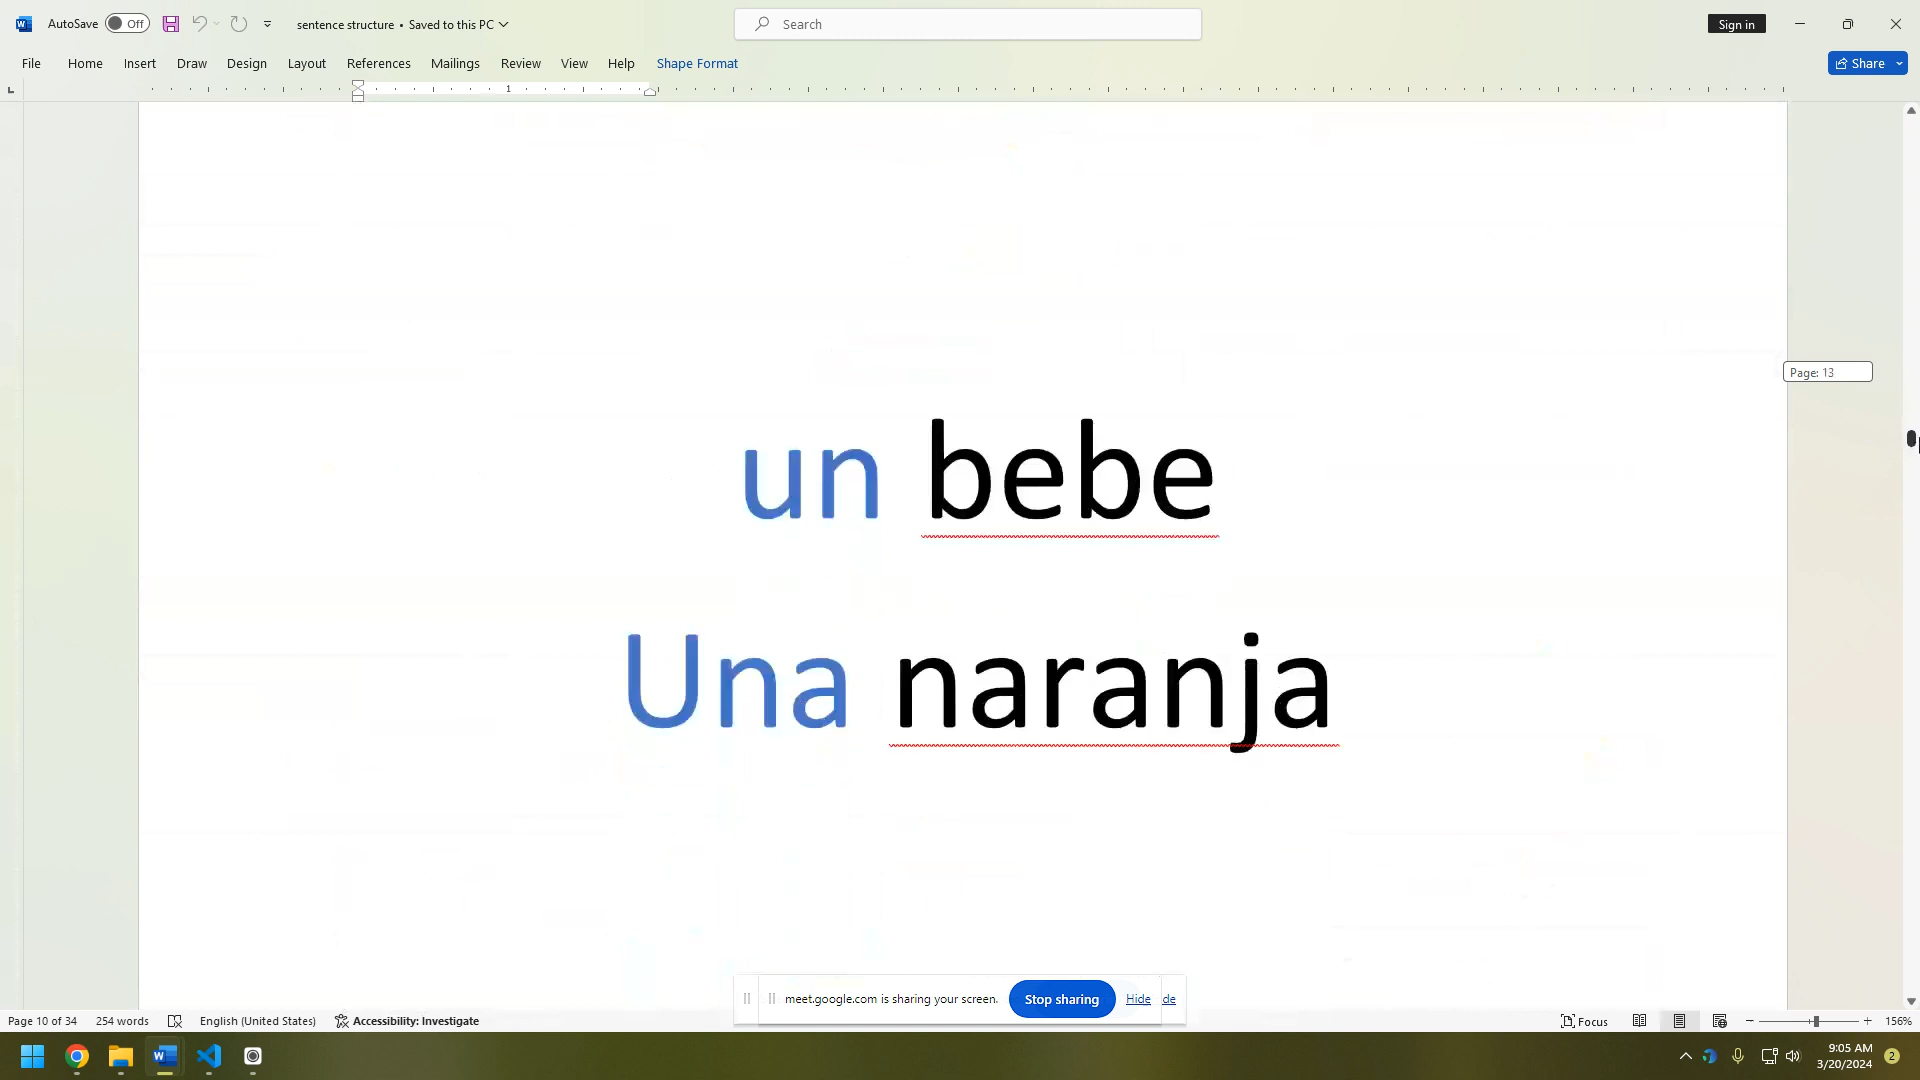 AutoSave Off sentence structure • Saved to this PC Search Sign in
File Home Insert Draw Design Layout References Mailings Review View Help Shape Format Share
1
Page: 13
un bebe
Una naranja
meet.google.com is sharing your screen. Stop sharing Hide de
Page 10 of 34 254 words English (United States) Accessibility: Investigate Focus 156%
9:05 AM
3/20/2024
2